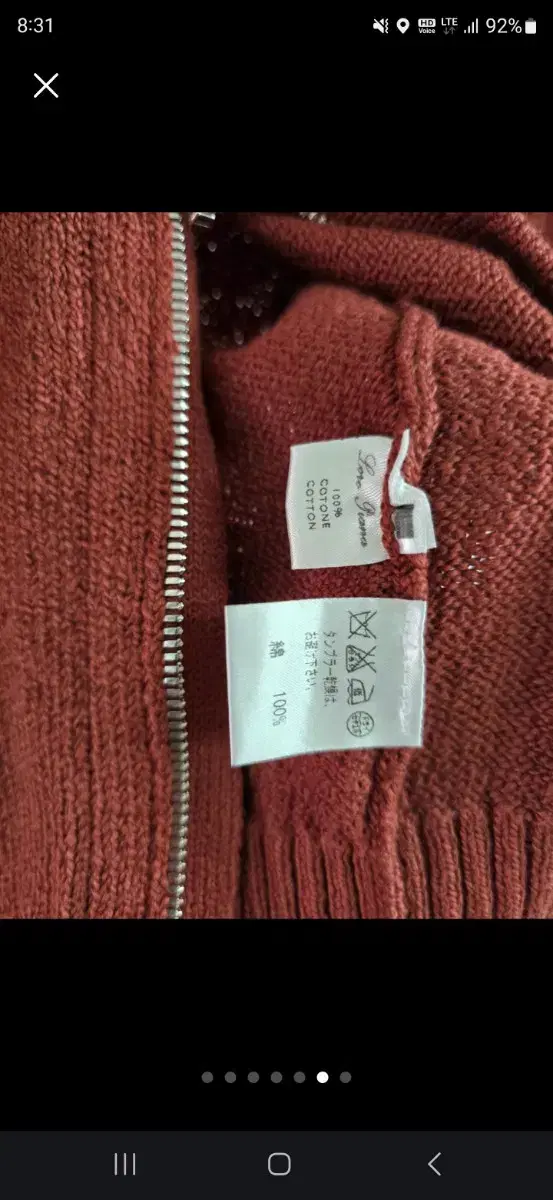 8:31
HD
Voice
LTE
92%
Loro Piana
100%
COTONE
COTTON
タンブラー乾燥は、
お避け下さい。
綿 100%